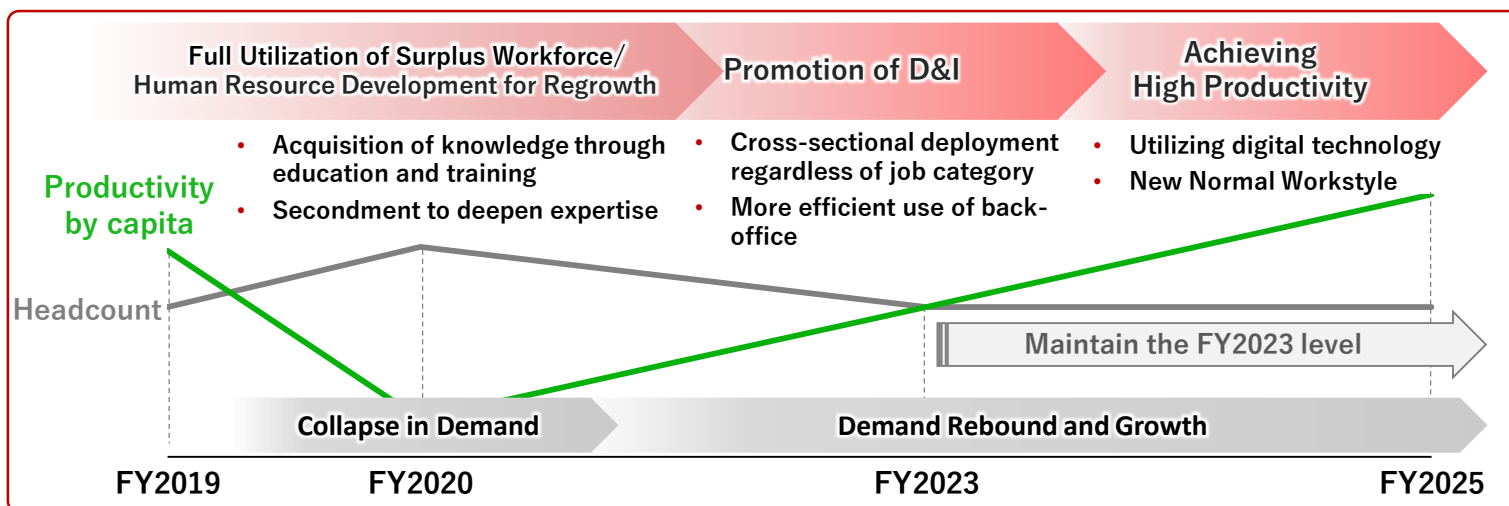 Full Utilization of Surplus Workforce/
Human Resource Development for Regrowth
Promotion of D&I
Achieving
High Productivity
• Acquisition of knowledge through
education and training
• Secondment to deepen expertise
• Cross-sectional deployment
regardless of job category
• More efficient use of back-
office
• Utilizing digital technology
• New Normal Workstyle
Productivity
by capita
Headcount
Maintain the FY2023 level
Collapse in Demand
Demand Rebound and Growth
FY2019
FY2020
FY2023
FY2025